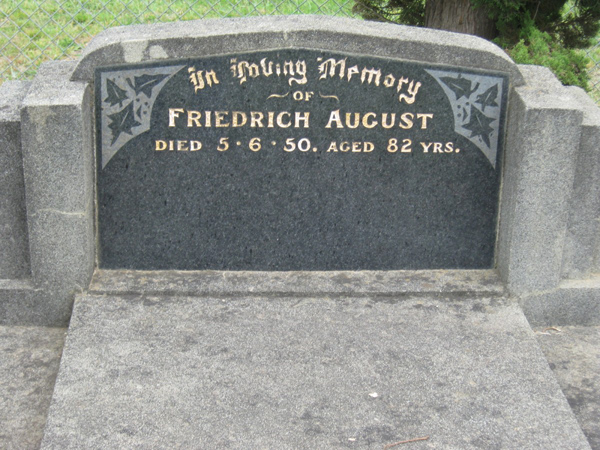 In Loving Memory
OF
FRIEDRICH AUGUST
DIED 5·6·50. AGED 82 YRS.